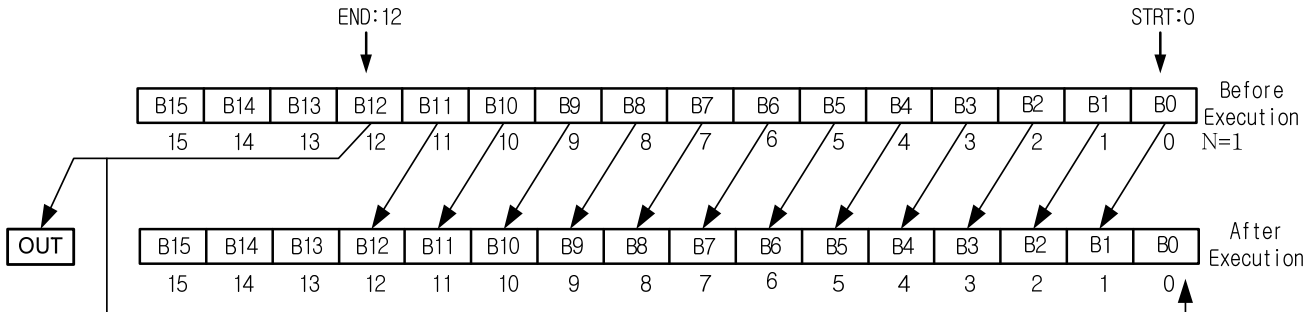 END:12 STRT:0
B15 B14 B13 B12 B11 B10 B9 B8 B7 B6 B5 B4 B3 B2 B1 B0 Before
Execution
15 14 13 12 11 10 9 8 7 6 5 4 3 2 1 0 N=1
OUT B15 B14 B13 B12 B11 B10 B9 B8 B7 B6 B5 B4 B3 B2 B1 B0 After
Execution
15 14 13 12 11 10 9 8 7 6 5 4 3 2 1 0